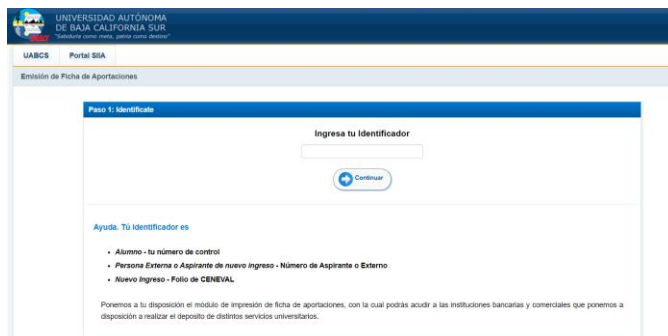 UNIVERSIDAD AUTÓNOMA
DE BAJA CALIFORNIA SUR
"Sabiduría como meta, patria como destino"
UABCS Portal SIIA
Emisión de Ficha de Aportaciones
Paso 1: Identifícate
Ingresa tu Identificador
Continuar
Ayuda. Tú Identificador es
• Alumno - tu número de control
• Persona Externa o Aspirante de nuevo ingreso - Número de Aspirante o Externo
• Nuevo Ingreso - Folio de CENEVAL
Ponemos a tu disposición el módulo de impresión de ficha de aportaciones, con la cual podrás acudir a las instituciones bancarias y comerciales que ponemos a
disposición a realizar el deposito de distintos servicios universitarios.